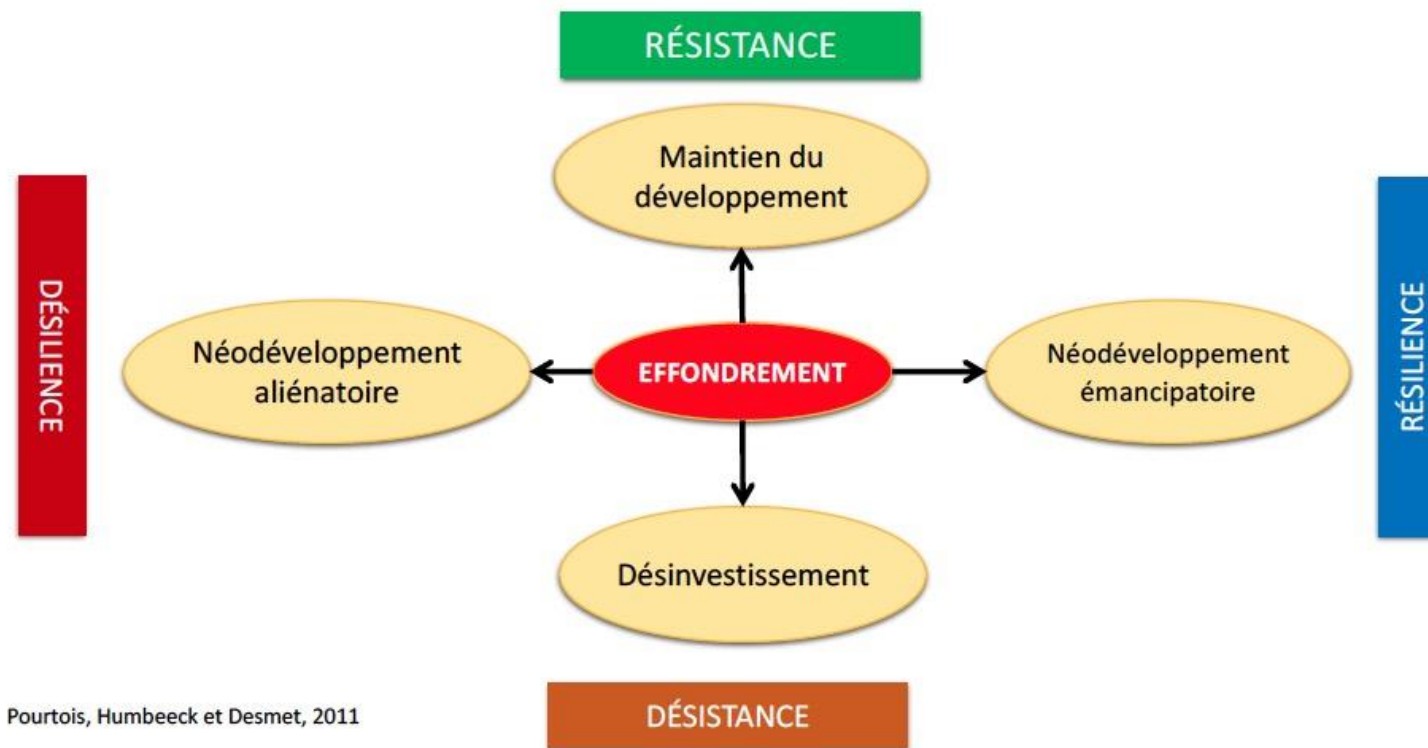 RÉSISTANCE
Maintien du
développement
DÉSILIENCE
Néodéveloppement
aliénatoire
EFFONDREMENT
Néodéveloppement
émancipatoire
RÉSILIENCE
Désinvestissement
Pourtois, Humbeeck et Desmet, 2011
DÉSISTANCE